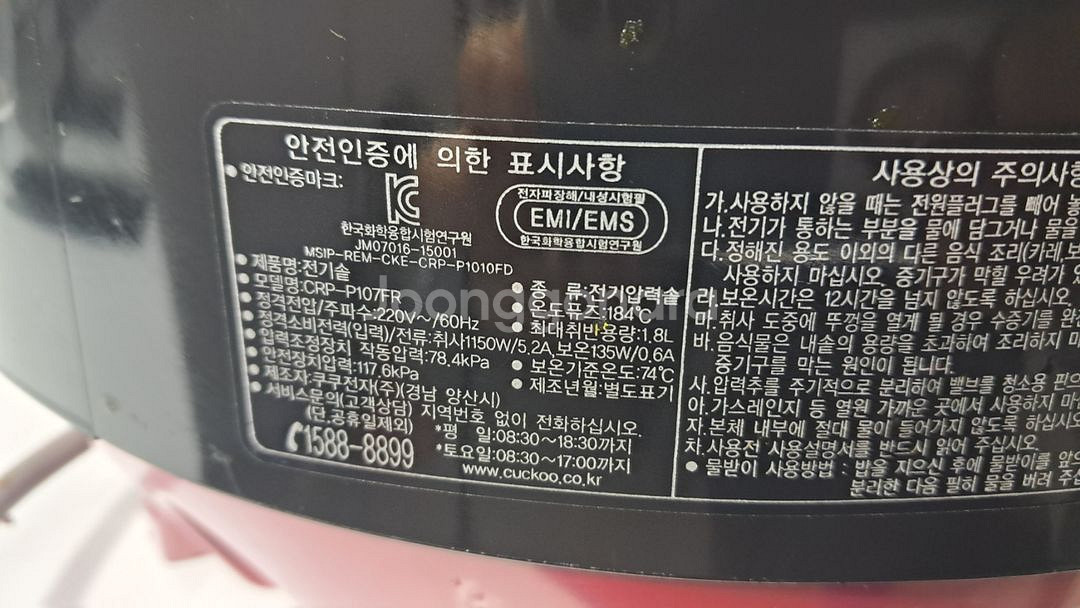 안전인증에 의한 표시사항
● 안전인증마크:
한국화학융합시험연구원
JM07016-15001
MSIP-REM-CKE-CRP-P1010FD
전자파장해/내성시험필
EMI/EMS
한국화학융합시험연구원
● 제품명:전기솥
● 종 류:전기압력솥
● 모델명:CRP-P107FR
● 온도퓨즈:184℃
● 정격전압/주파수:220V~/60Hz
● 최대취반용량:1.8L
● 정격소비전력(입력)/전류:취사1150W/5.2A,보온135W/0.6A
● 압력조정장치 작동압력:78.4kPa
● 보온기준온도:74℃
● 안전장치압력:117.6kPa
● 제조년월:별도표기
● 제조자:쿠쿠전자(주)(경남 양산시)
● 서비스문의(고객상담) 지역번호 없이 전화하십시오.
(단,공휴일제외)
1588-8899
*평 일:08:30~18:30까지
*토요일:08:30~17:00까지
www.cuckoo.co.kr
사용상의 주의사항
가.사용하지 않을 때는 전원플러그를 빼어
나.전기가 통하는 부분을 물에 담그거나 물을
다.정해진 용도 이외의 다른 음식 조리(카레,보
사용하지 마십시오. 증기구가 막힐 우려가
라.보온시간은 12시간을 넘지 않도록 하십시오.
마.취사 도중에 뚜껑을 열게 될 경우 수증기를
바.음식물은 내솥의 용량을 초과하여 조리하지
증기구를 막는 원인이 됩니다.
사.압력추를 주기적으로 분리하여 밸브를 청소용 핀으
아.가스레인지 등 열원 가까운 곳에서 사용하지
자.본체 내부에 절대 물이 들어가지 않도록 하십시오
차.사용전 사용설명서를 반드시 읽어 주십시오
● 물받이 사용방법 : 밥을 지으신 후에 물받이를
분리한 다음 필히 물을 버려
joonggonara